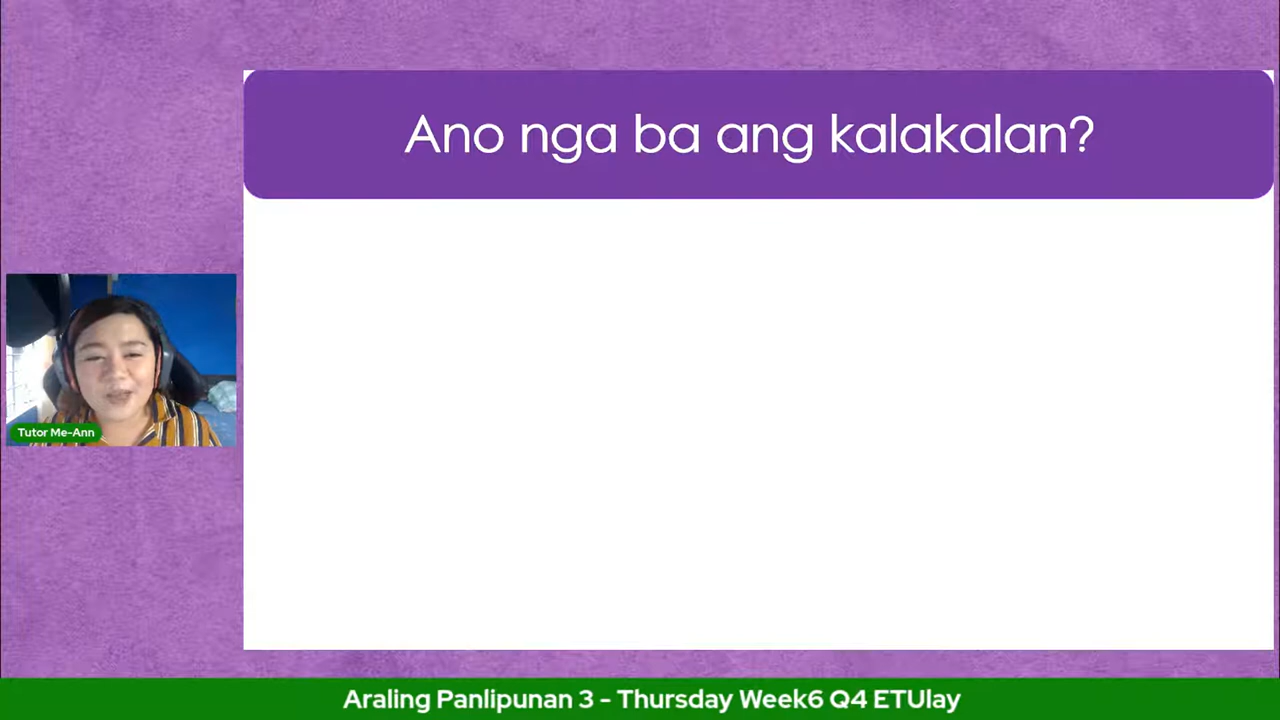 Ano nga ba ang kalakalan?
Tutor Me-Ann
Araling Panlipunan 3 - Thursday Week6 Q4 ETUlay